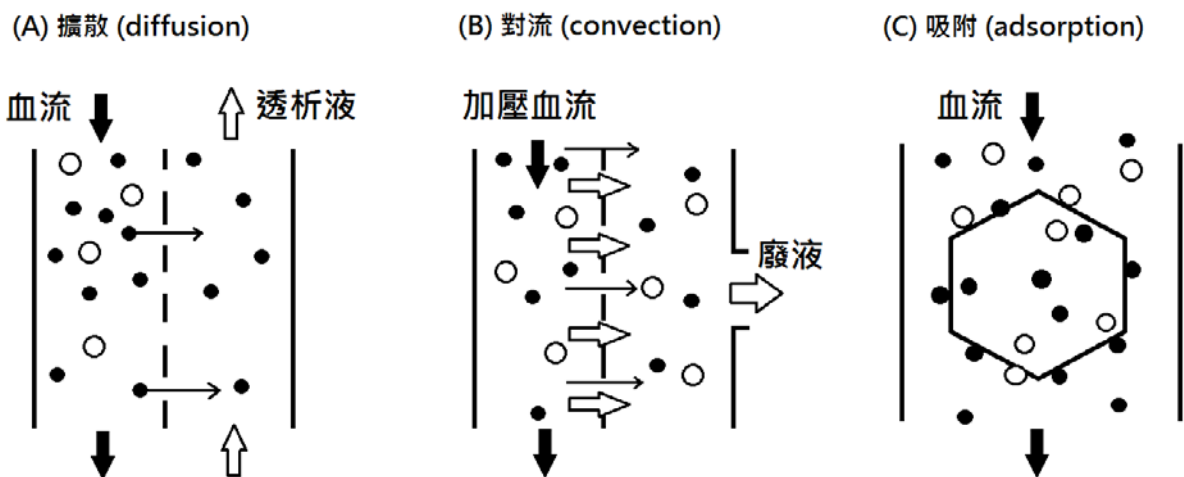 (A) 擴散 (diffusion)
(B) 對流 (convection)
(C) 吸附 (adsorption)
血流
透析液
加壓血流
血流
廢液